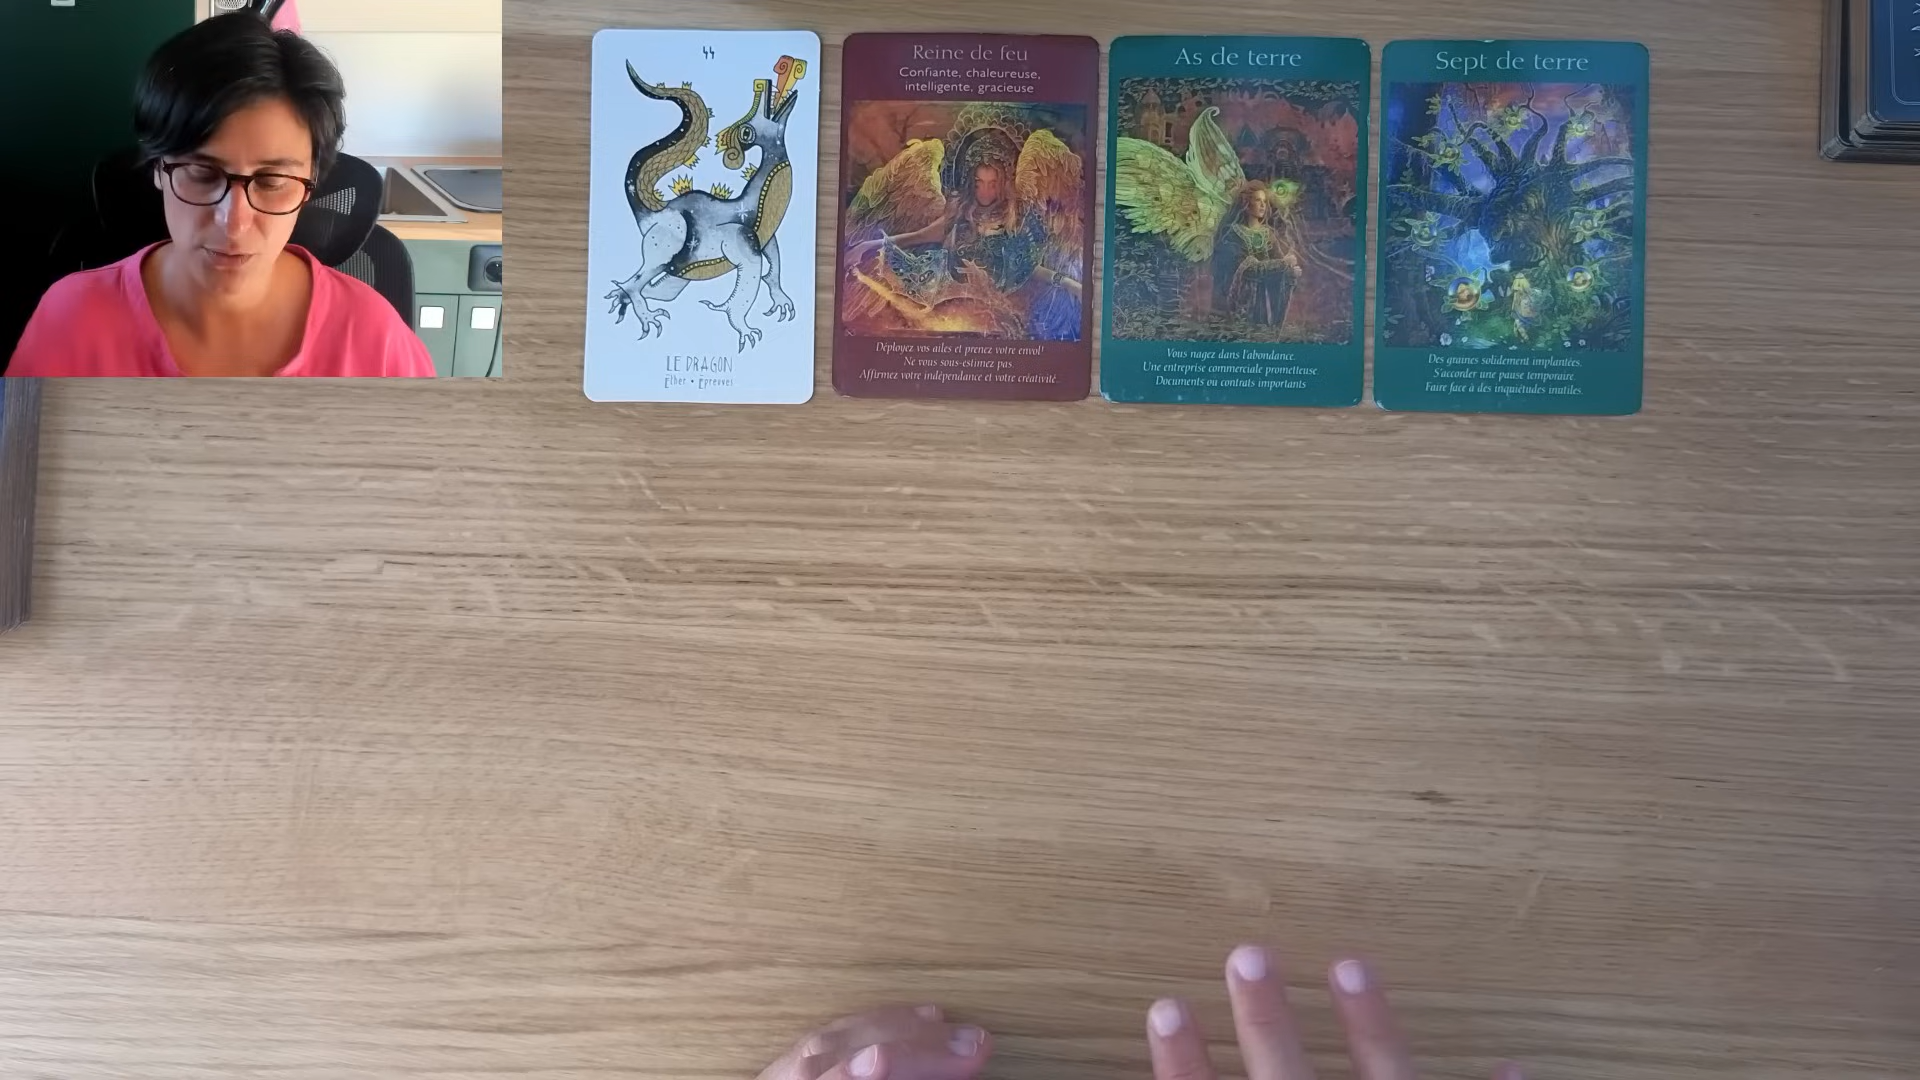 44
LE DRAGON
Ether • Epreuves
Reine de feu
Confiante, chaleureuse,
intelligente, gracieuse
Déployez vos ailes et prenez votre envol!
Ne vous sous-estimez pas.
Affirmez votre indépendance et votre créativité.
As de terre
Vous nagez dans l'abondance.
Une entreprise commerciale prometteuse.
Documents ou contrats importants
Sept de terre
Des graines solidement implantées.
S'accorder une pause temporaire.
Faire face à des inquiétudes inutiles.